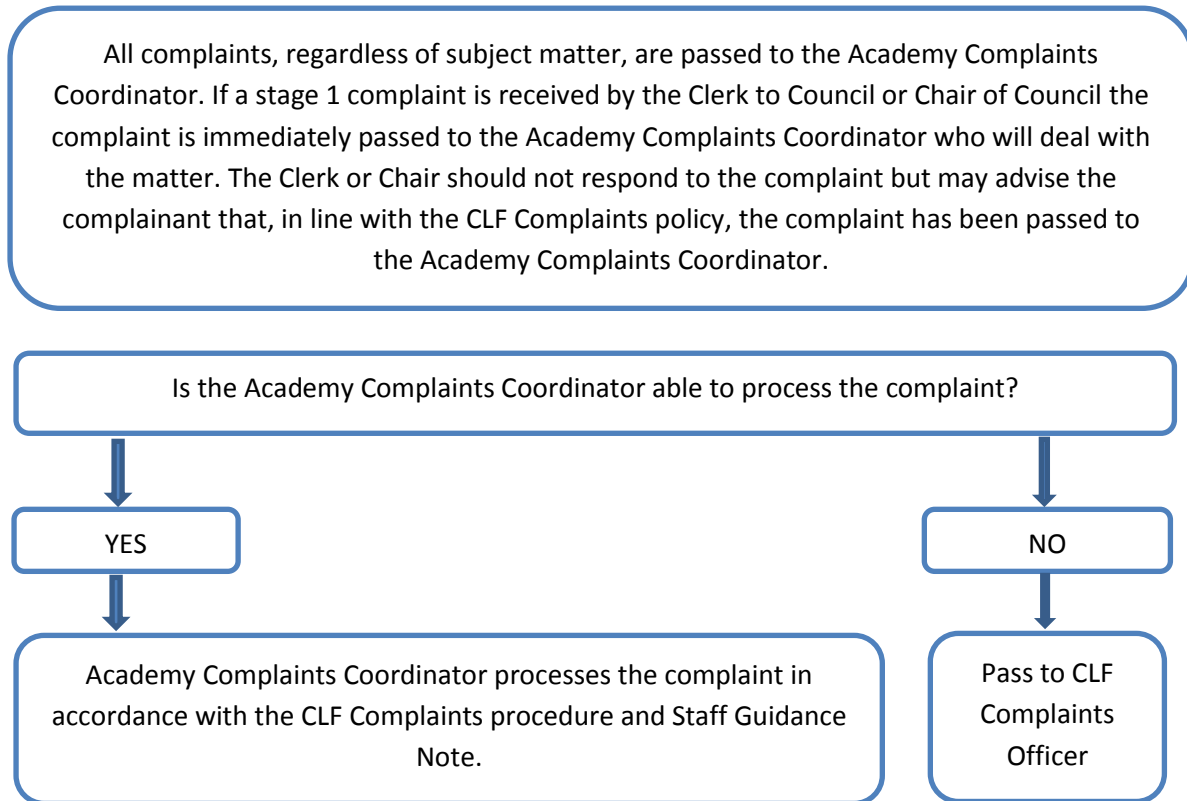 All complaints, regardless of subject matter, are passed to the Academy Complaints
Coordinator. If a stage 1 complaint is received by the Clerk to Council or Chair of Council the
complaint is immediately passed to the Academy Complaints Coordinator who will deal with
the matter. The Clerk or Chair should not respond to the complaint but may advise the
complainant that, in line with the CLF Complaints policy, the complaint has been passed to
the Academy Complaints Coordinator.
Is the Academy Complaints Coordinator able to process the complaint?
YES
NO
Academy Complaints Coordinator processes the complaint in
accordance with the CLF Complaints procedure and Staff Guidance
Note.
Pass to CLF
Complaints
Officer